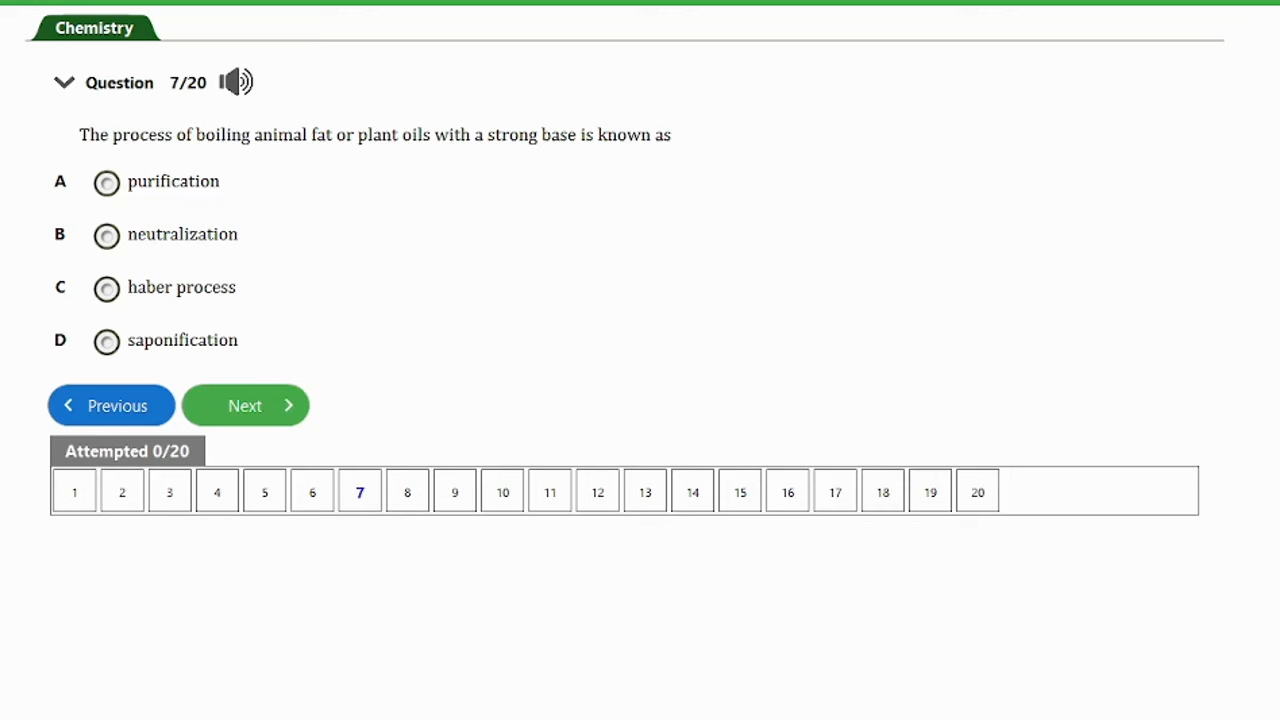 Chemistry
Question 7/20
The process of boiling animal fat or plant oils with a strong base is known as
A purification
B neutralization
C haber process
D saponification
Previous Next
Attempted 0/20
1 2 3 4 5 6 7 8 9 10 11 12 13 14 15 16 17 18 19 20